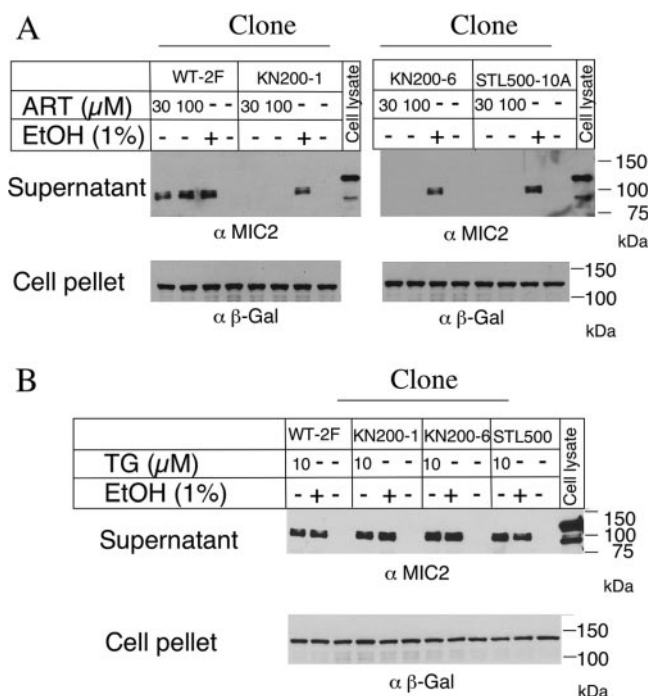 A
Clone Clone
WT-2F KN200-1 Cell lysate KN200-6 STL500-10A Cell lysate
ART (µM) 30 100 - - 30 100 - - 30 100 - - 30 100 - -
EtOH (1%) - - + - - - + - - - + - - - + -
Supernatant
150
100
75
α MIC2 α MIC2 kDa
Cell pellet
150
100
α β-Gal α β-Gal kDa
B
Clone
WT-2F KN200-1 KN200-6 STL500 Cell lysate
TG (µM) 10 - - 10 - - 10 - - 10 - -
EtOH (1%) - + - - + - - + - - + -
Supernatant
150
100
75
α MIC2 kDa
Cell pellet
150
100
α β-Gal kDa